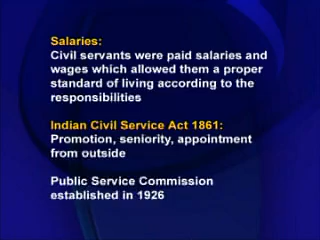 Salaries:
Civil servants were paid salaries and
wages which allowed them a proper
standard of living according to the
responsibilities
Indian Civil Service Act 1861:
Promotion, seniority, appointment
from outside
Public Service Commission
established in 1926